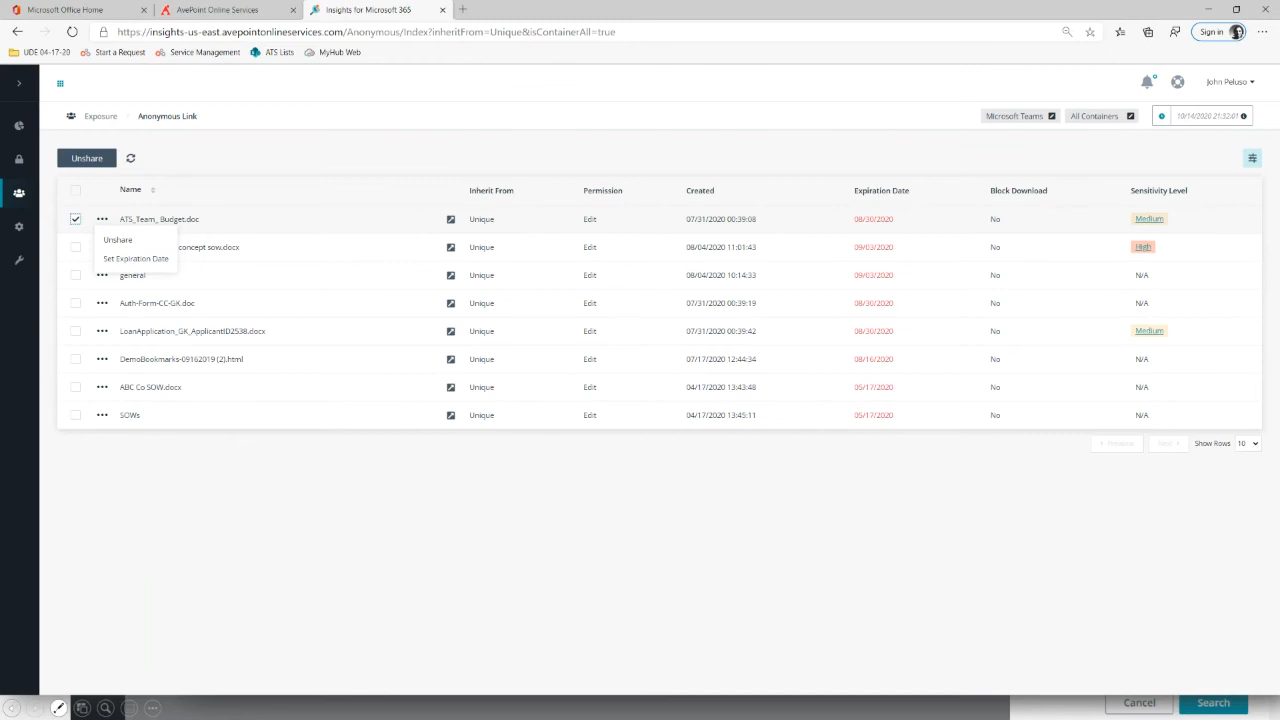 Microsoft Office Home
AvePoint Online Services
Insights for Microsoft 365
https://insights-us-east.avepointonlineservices.com/Anonymous/Index?inheritFrom=Unique&isContainerAll=true
Sign in
UDE 04-17-20
Start a Request
Service Management
ATS Lists
MyHub Web
John Peluso
Exposure
Anonymous Link
Microsoft Teams
All Containers
10/14/2020 21:32:01
Unshare
Name Inherit From Permission Created Expiration Date Block Download Sensitivity Level
ATS_Team_ Budget.doc Unique Edit 07/31/2020 00:39:08 08/30/2020 No Medium
Unshare
Set Expiration Date
concept sow.docx Unique Edit 08/04/2020 11:01:43 09/03/2020 No High
general Unique Edit 08/04/2020 10:14:33 09/03/2020 No N/A
Auth-Form-CC-GK.doc Unique Edit 07/31/2020 00:39:19 08/30/2020 No N/A
LoanApplication_GK_ApplicantID2538.docx Unique Edit 07/31/2020 00:39:42 08/30/2020 No Medium
DemoBookmarks-09162019 (2).html Unique Edit 07/17/2020 12:44:34 08/16/2020 No N/A
ABC Co SOW.docx Unique Edit 04/17/2020 13:43:48 05/17/2020 No N/A
SOWs Unique Edit 04/17/2020 13:45:11 05/17/2020 No N/A
Previous Next Show Rows 10
Cancel Search